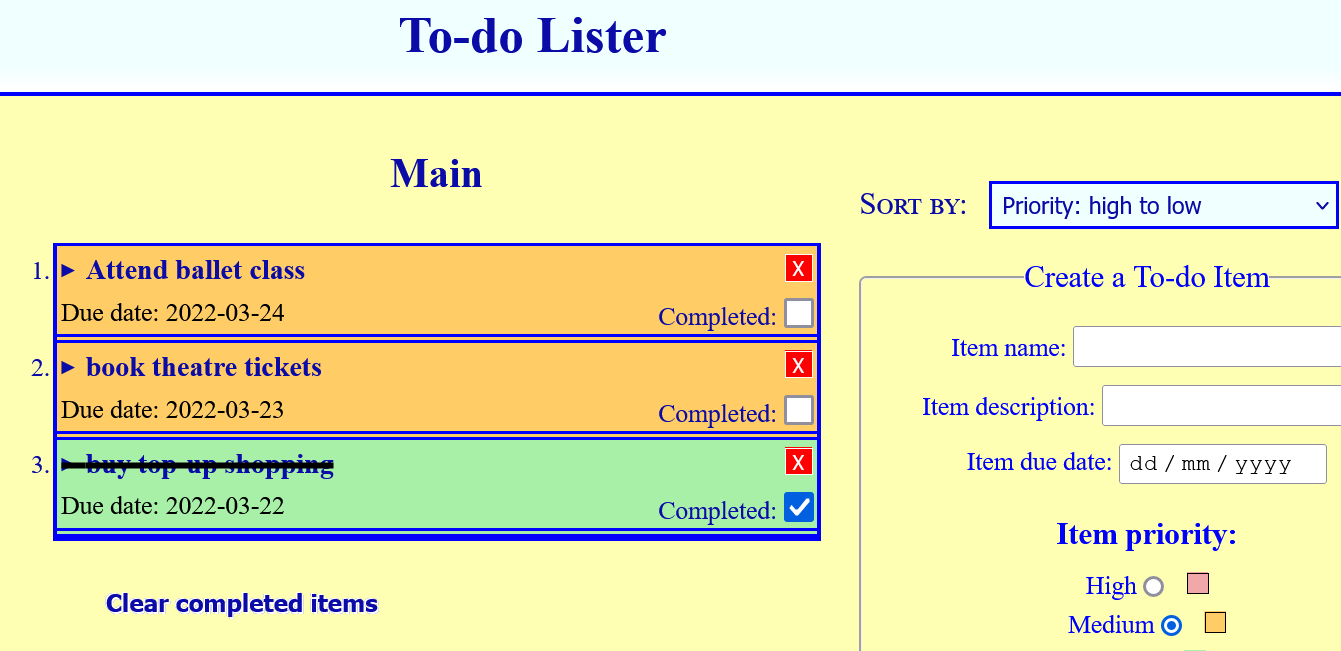 To-do Lister
Main
1. ► Attend ballet class X
Due date: 2022-03-24 Completed:
2. ► book theatre tickets X
Due date: 2022-03-23 Completed:
3. ► buy top-up shopping X
Due date: 2022-03-22 Completed:
Clear completed items
Sort by: Priority: high to low
Create a To-do Item
Item name:
Item description:
Item due date: dd / mm / yyyy
Item priority:
High
Medium